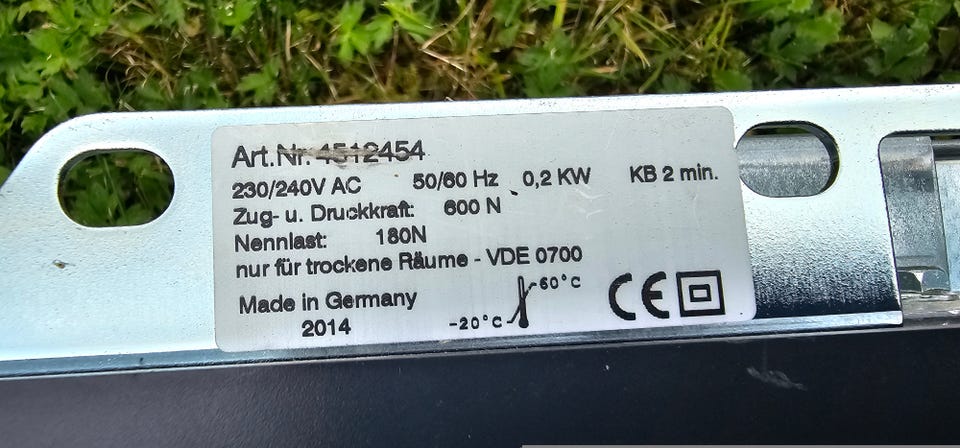 Art.Nr. 4512454
230/240V AC 50/60 Hz 0,2 KW KB 2 min.
Zug- u. Druckkraft: 600 N
Nennlast: 180N
nur für trockene Räume - VDE 0700
Made in Germany
2014
-20°C
60°C
CE